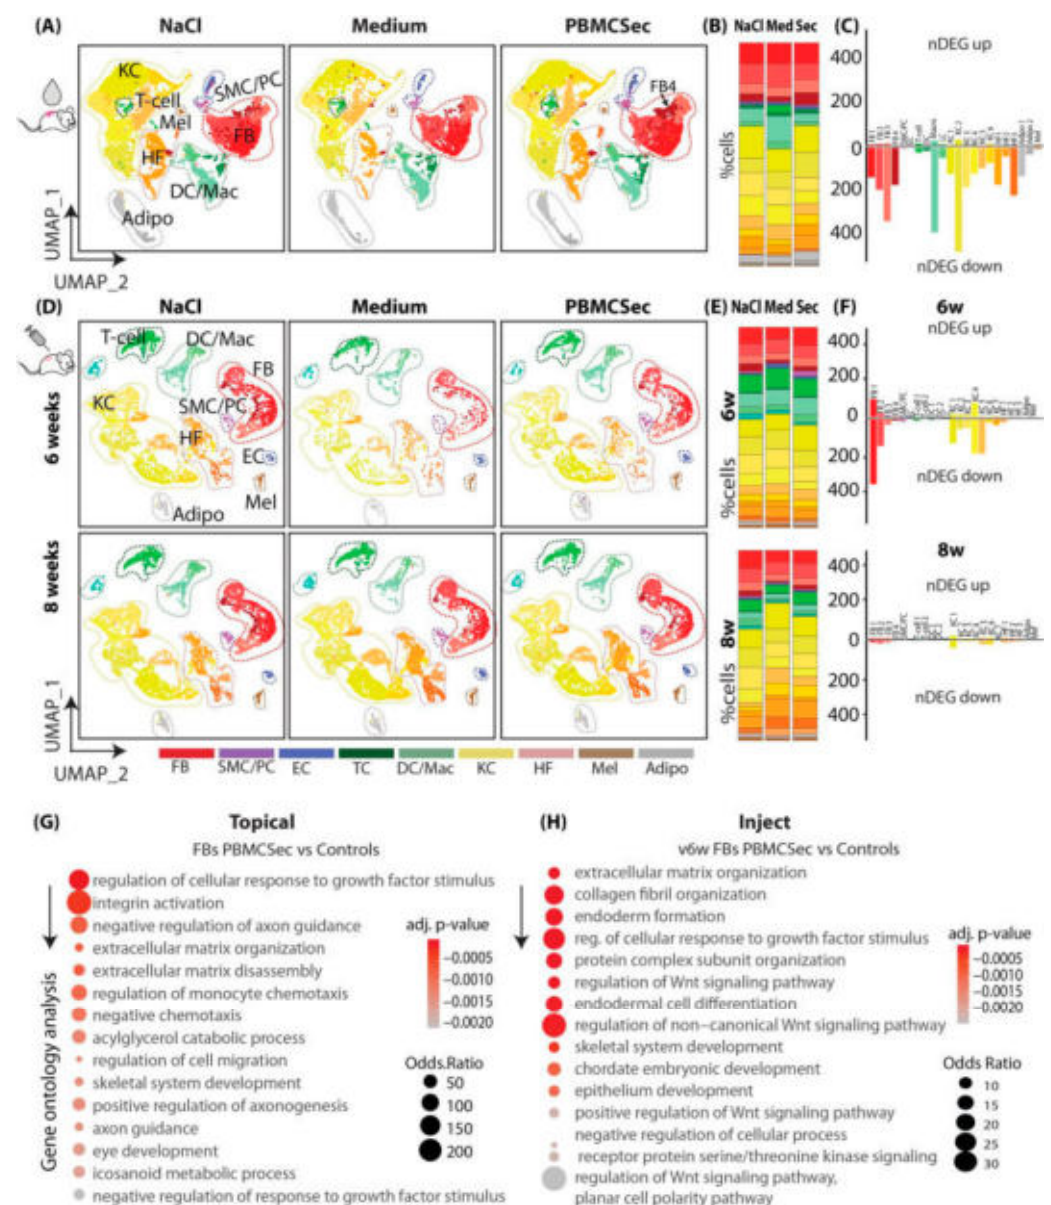 (A) NaCl Medium PBMCSec (B) NaCl Med Sec (C)
KC
T-cell
Mel
SMC/PC
FB
HF
DC/Mac
Adipo
FB4
UMAP_1
UMAP_2
%cells
nDEG up
400
200
0
200
400
nDEG down
(D) NaCl Medium PBMCSec (E) NaCl Med Sec (F) 6w
T-cell
DC/Mac
FB
KC
SMC/PC
HF
EC
Mel
Adipo
6 weeks
6w
%cells
nDEG up
400
200
0
200
400
nDEG down
8 weeks
8w
%cells
8w
400
nDEG up
200
0
200
nDEG down
400
UMAP_1
UMAP_2
FB SMC/PC EC TC DC/Mac KC HF Mel Adipo
(G) Topical
FBs PBMCSec vs Controls
Gene ontology analysis
regulation of cellular response to growth factor stimulus
integrin activation
negative regulation of axon guidance
extracellular matrix organization
extracellular matrix disassembly
regulation of monocyte chemotaxis
negative chemotaxis
acylglycerol catabolic process
regulation of cell migration
skeletal system development
positive regulation of axonogenesis
axon guidance
eye development
icosanoid metabolic process
negative regulation of response to growth factor stimulus
adj. p-value
−0.0005
−0.0010
−0.0015
−0.0020
Odds.Ratio
50
100
150
200
(H) Inject
v6w FBs PBMCSec vs Controls
extracellular matrix organization
collagen fibril organization
endoderm formation
reg. of cellular response to growth factor stimulus
protein complex subunit organization
regulation of Wnt signaling pathway
endodermal cell differentiation
regulation of non−canonical Wnt signaling pathway
skeletal system development
chordate embryonic development
epithelium development
positive regulation of Wnt signaling pathway
negative regulation of cellular process
receptor protein serine/threonine kinase signaling
regulation of Wnt signaling pathway,
planar cell polarity pathway
adj. p-value
−0.0005
−0.0010
−0.0015
−0.0020
Odds Ratio
10
15
20
25
30